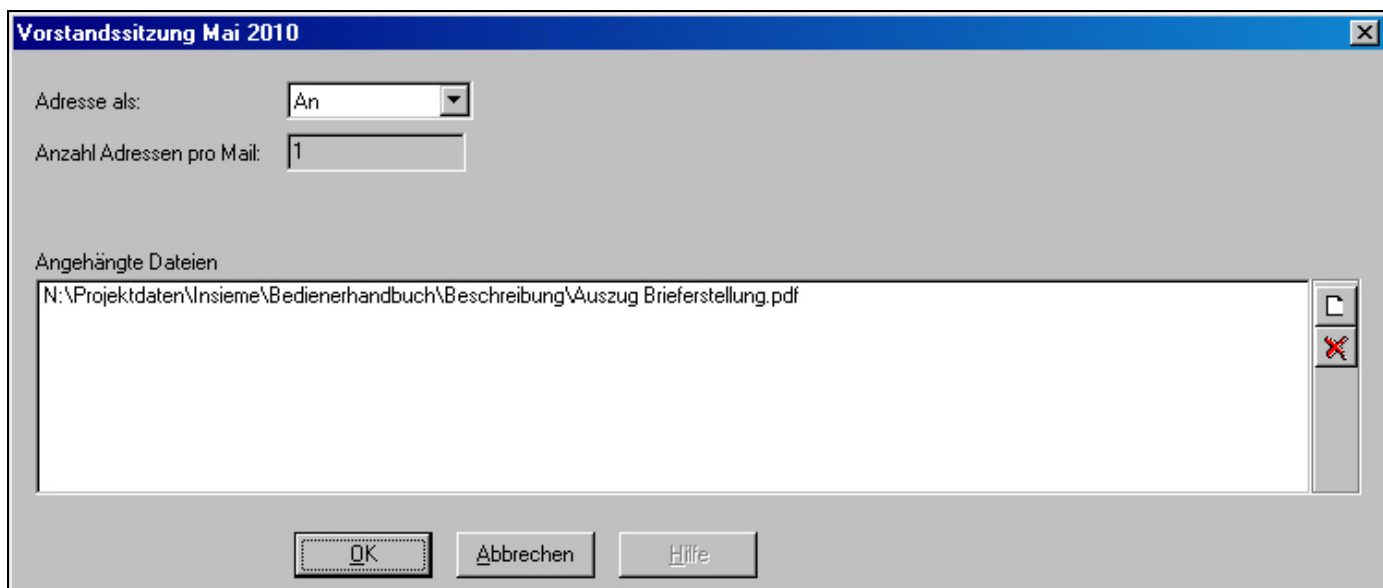 Vorstandssitzung Mai 2010
Adresse als: An
Anzahl Adressen pro Mail: 1
Angehängte Dateien
N:\Projektdaten\Insieme\Bedienerhandbuch\Beschreibung\Auszug Brieferstellung.pdf
OK Abbrechen Hilfe